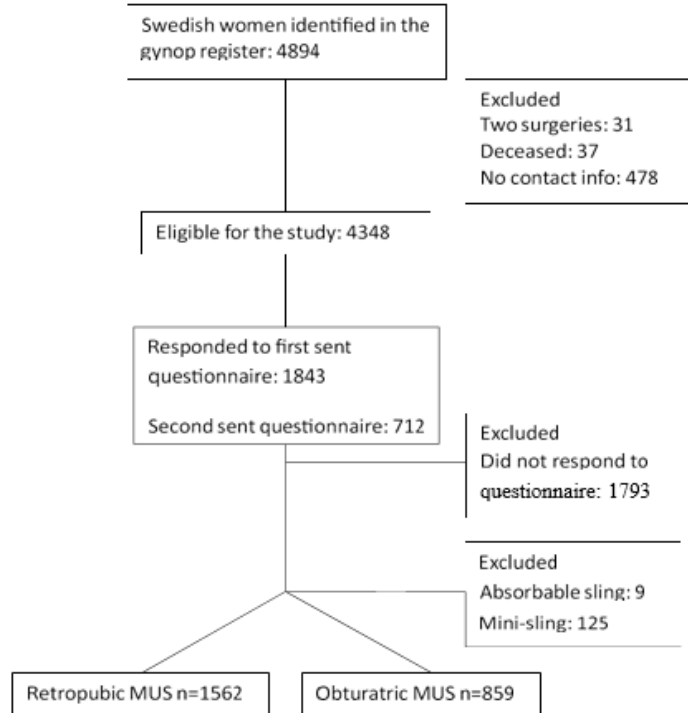 Swedish women identified in the
gynop register: 4894
Excluded
Two surgeries: 31
Deceased: 37
No contact info: 478
Eligible for the study: 4348
Responded to first sent
questionnaire: 1843
Second sent questionnaire: 712
Excluded
Did not respond to
questionnaire: 1793
Excluded
Absorbable sling: 9
Mini-sling: 125
Retropubic MUS n=1562
Obturatric MUS n=859